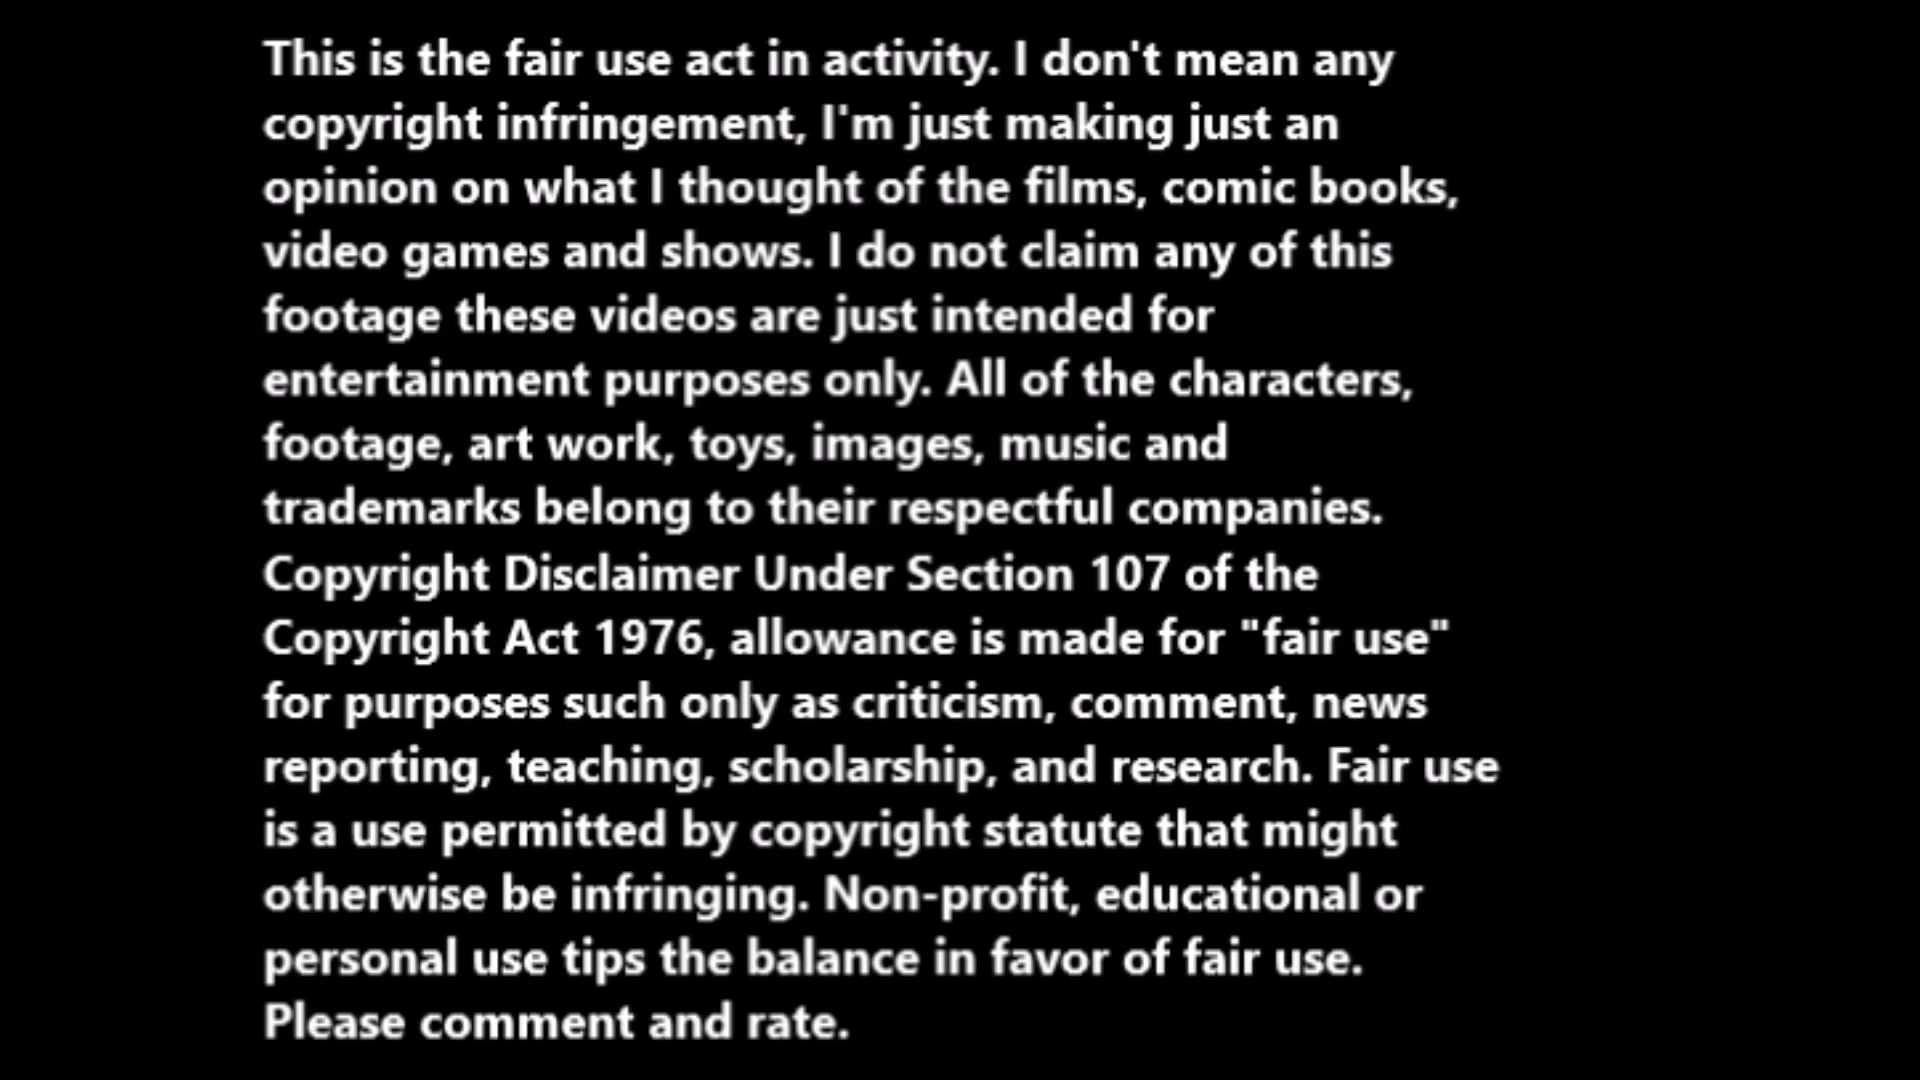 This is the fair use act in activity. I don't mean any
copyright infringement, I'm just making just an
opinion on what I thought of the films, comic books,
video games and shows. I do not claim any of this
footage these videos are just intended for
entertainment purposes only. All of the characters,
footage, art work, toys, images, music and
trademarks belong to their respectful companies.
Copyright Disclaimer Under Section 107 of the
Copyright Act 1976, allowance is made for "fair use"
for purposes such only as criticism, comment, news
reporting, teaching, scholarship, and research. Fair use
is a use permitted by copyright statute that might
otherwise be infringing. Non-profit, educational or
personal use tips the balance in favor of fair use.
Please comment and rate.